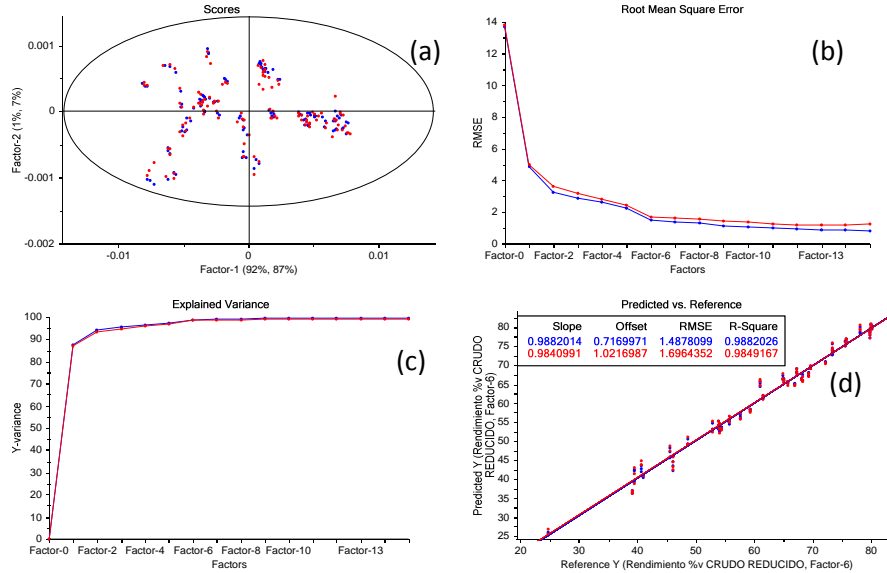 Scores
(a)
0.001
0
-0.001
-0.002
Factor-2 (1%, 7%)
-0.01
0
0.01
Factor-1 (92%, 87%)
Root Mean Square Error
(b)
14
12
10
8
6
4
2
0
RMSE
Factor-0
Factor-2
Factor-4
Factor-6
Factor-8
Factor-10
Factor-13
Factors
Explained Variance
(c)
100
90
80
70
60
50
40
30
20
10
0
Y-variance
Factor-0
Factor-2
Factor-4
Factor-6
Factor-8
Factor-10
Factor-13
Factors
Predicted vs. Reference
Slope Offset RMSE R-Square
0.9882014 0.7169971 1.4878099 0.9882026
0.9840991 1.0216987 1.6964352 0.9849167
(d)
80
75
70
65
60
55
50
45
40
35
30
25
Predicted Y (Rendimiento %v CRUDO
REDUCIDO, Factor-6)
20
30
40
50
60
70
80
Reference Y (Rendimiento %v CRUDO REDUCIDO, Factor-6)